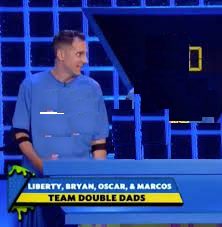 LIBERTY, BRYAN, OSCAR, & MARCOS
TEAM DOUBLE DADS